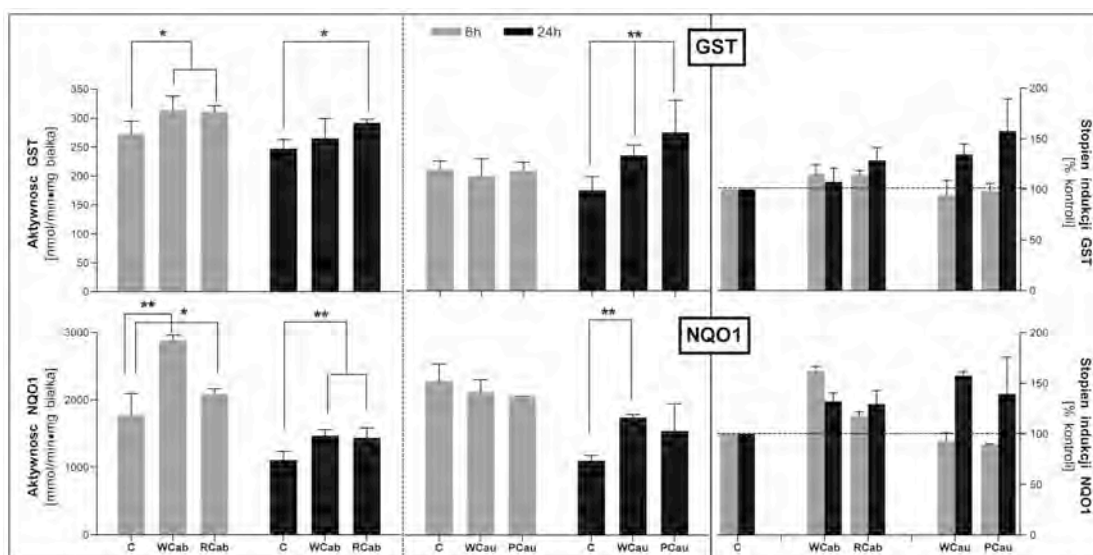 6h 24h
GST
* * **
Aktywnosc GST
[nmol/min•mg białka]
350
300
250
200
150
100
50
0
200
150
100
50
0
Stopien indukcji GST
[% kontroli]
NQO1
** * ** **
Aktywnosc NQO1
[mmol/min•mg białka]
3000
2000
1000
0
200
150
100
50
0
Stopien indukcji NQO1
[% kontroli]
C WCab RCab C WCab RCab C WCau PCau C WCau PCau C WCab RCab WCau PCau